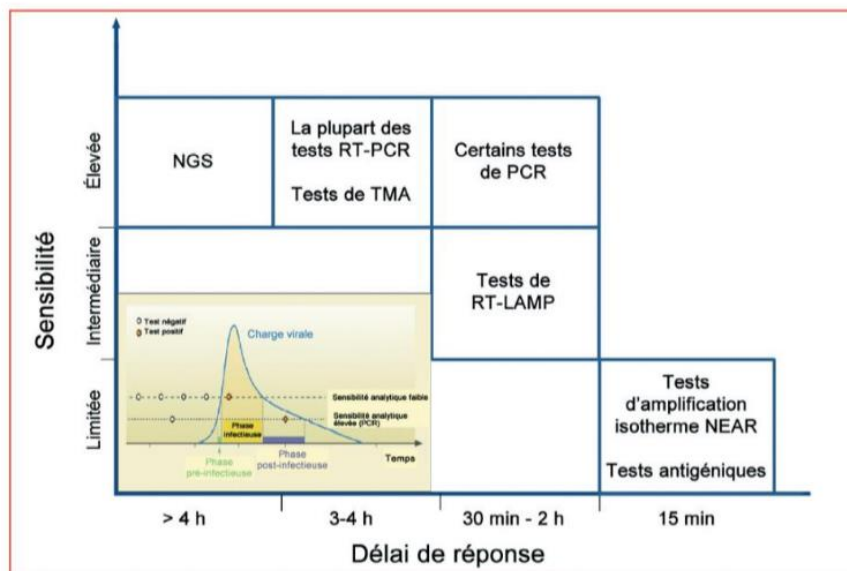 Sensibilité
Élevée
Intermédiaire
Limitée
NGS
La plupart des
tests RT-PCR
Tests de TMA
Certains tests
de PCR
Tests de
RT-LAMP
Tests
d'amplification
isotherme NEAR
Tests antigéniques
Test négatif
Test positif
Charge virale
Sensibilité analytique faible
Sensibilité analytique
élevée (PCR)
Phase
infectieuse
Phase
pré-infectieuse
Phase
post-infectieuse
Temps
> 4 h
3-4 h
30 min - 2 h
15 min
Délai de réponse